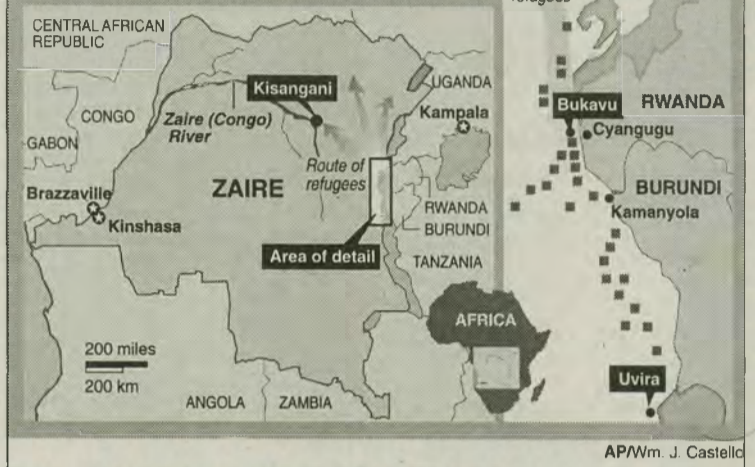 refugees
CENTRAL AFRICAN
REPUBLIC
CONGO
GABON
Zaire (Congo)
River
Kisangani
UGANDA
Kampala
Route of
refugees
ZAIRE
Brazzaville
Kinshasa
RWANDA
BURUNDI
TANZANIA
Area of detail
200 miles
200 km
ANGOLA
ZAMBIA
AFRICA
Bukavu
RWANDA
Cyangugu
BURUNDI
Kamanyola
Uvira
AP/Wm. J. Castello